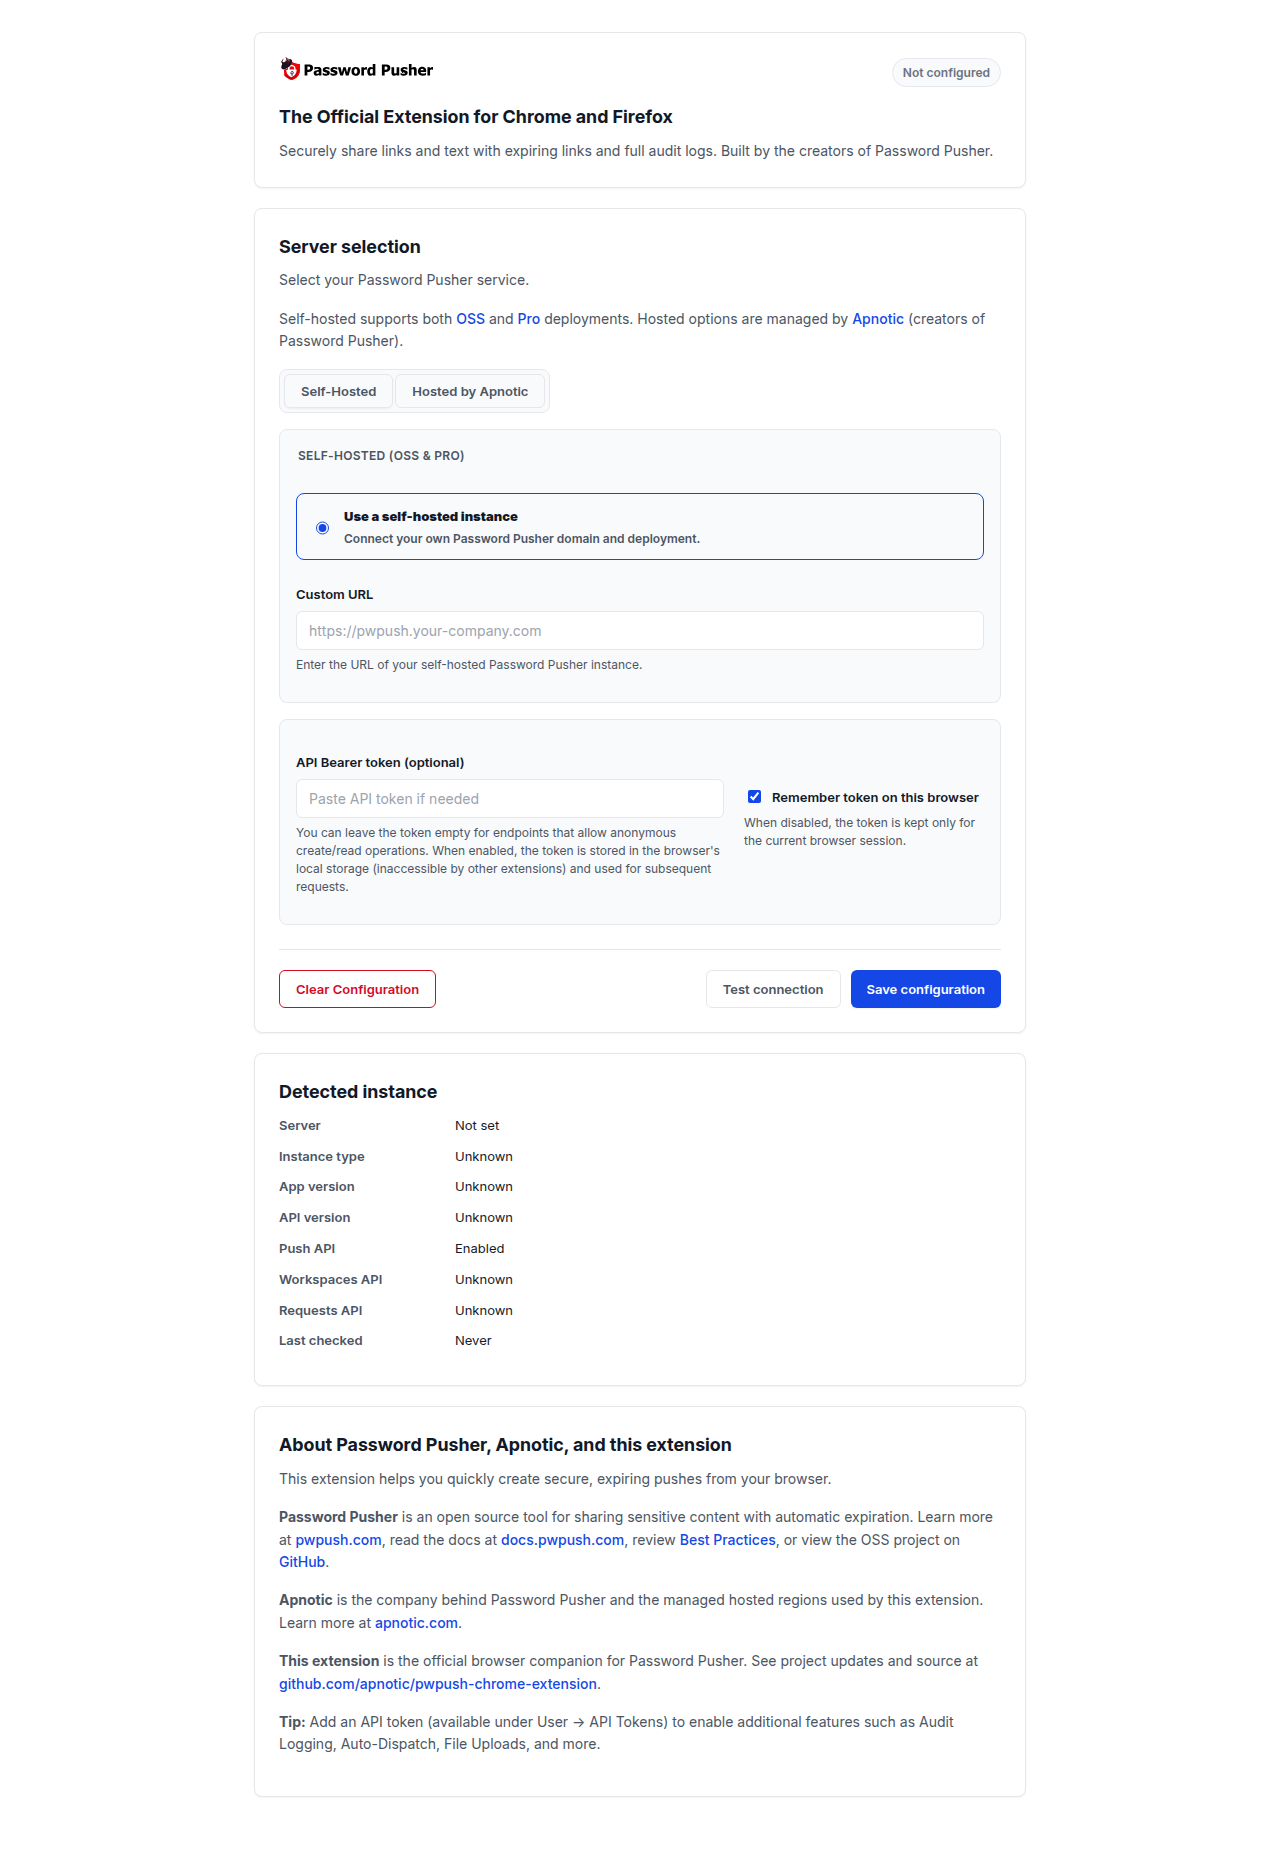 Password Pusher
Not configured
The Official Extension for Chrome and Firefox
Securely share links and text with expiring links and full audit logs. Built by the creators of Password Pusher.
Server selection
Select your Password Pusher service.
Self-hosted supports both OSS and Pro deployments. Hosted options are managed by Apnotic (creators of
Password Pusher).
Self-Hosted
Hosted by Apnotic
SELF-HOSTED (OSS & PRO)
Use a self-hosted instance
Connect your own Password Pusher domain and deployment.
Custom URL
https://pwpush.your-company.com
Enter the URL of your self-hosted Password Pusher instance.
API Bearer token (optional)
Paste API token if needed
You can leave the token empty for endpoints that allow anonymous
create/read operations. When enabled, the token is stored in the browser's
local storage (inaccessible by other extensions) and used for subsequent
requests.
Remember token on this browser
When disabled, the token is kept only for
the current browser session.
Clear Configuration
Test connection
Save configuration
Detected instance
Server Not set
Instance type Unknown
App version Unknown
API version Unknown
Push API Enabled
Workspaces API Unknown
Requests API Unknown
Last checked Never
About Password Pusher, Apnotic, and this extension
This extension helps you quickly create secure, expiring pushes from your browser.
Password Pusher is an open source tool for sharing sensitive content with automatic expiration. Learn more
at pwpush.com, read the docs at docs.pwpush.com, review Best Practices, or view the OSS project on
GitHub.
Apnotic is the company behind Password Pusher and the managed hosted regions used by this extension.
Learn more at apnotic.com.
This extension is the official browser companion for Password Pusher. See project updates and source at
github.com/apnotic/pwpush-chrome-extension.
Tip: Add an API token (available under User → API Tokens) to enable additional features such as Audit
Logging, Auto-Dispatch, File Uploads, and more.